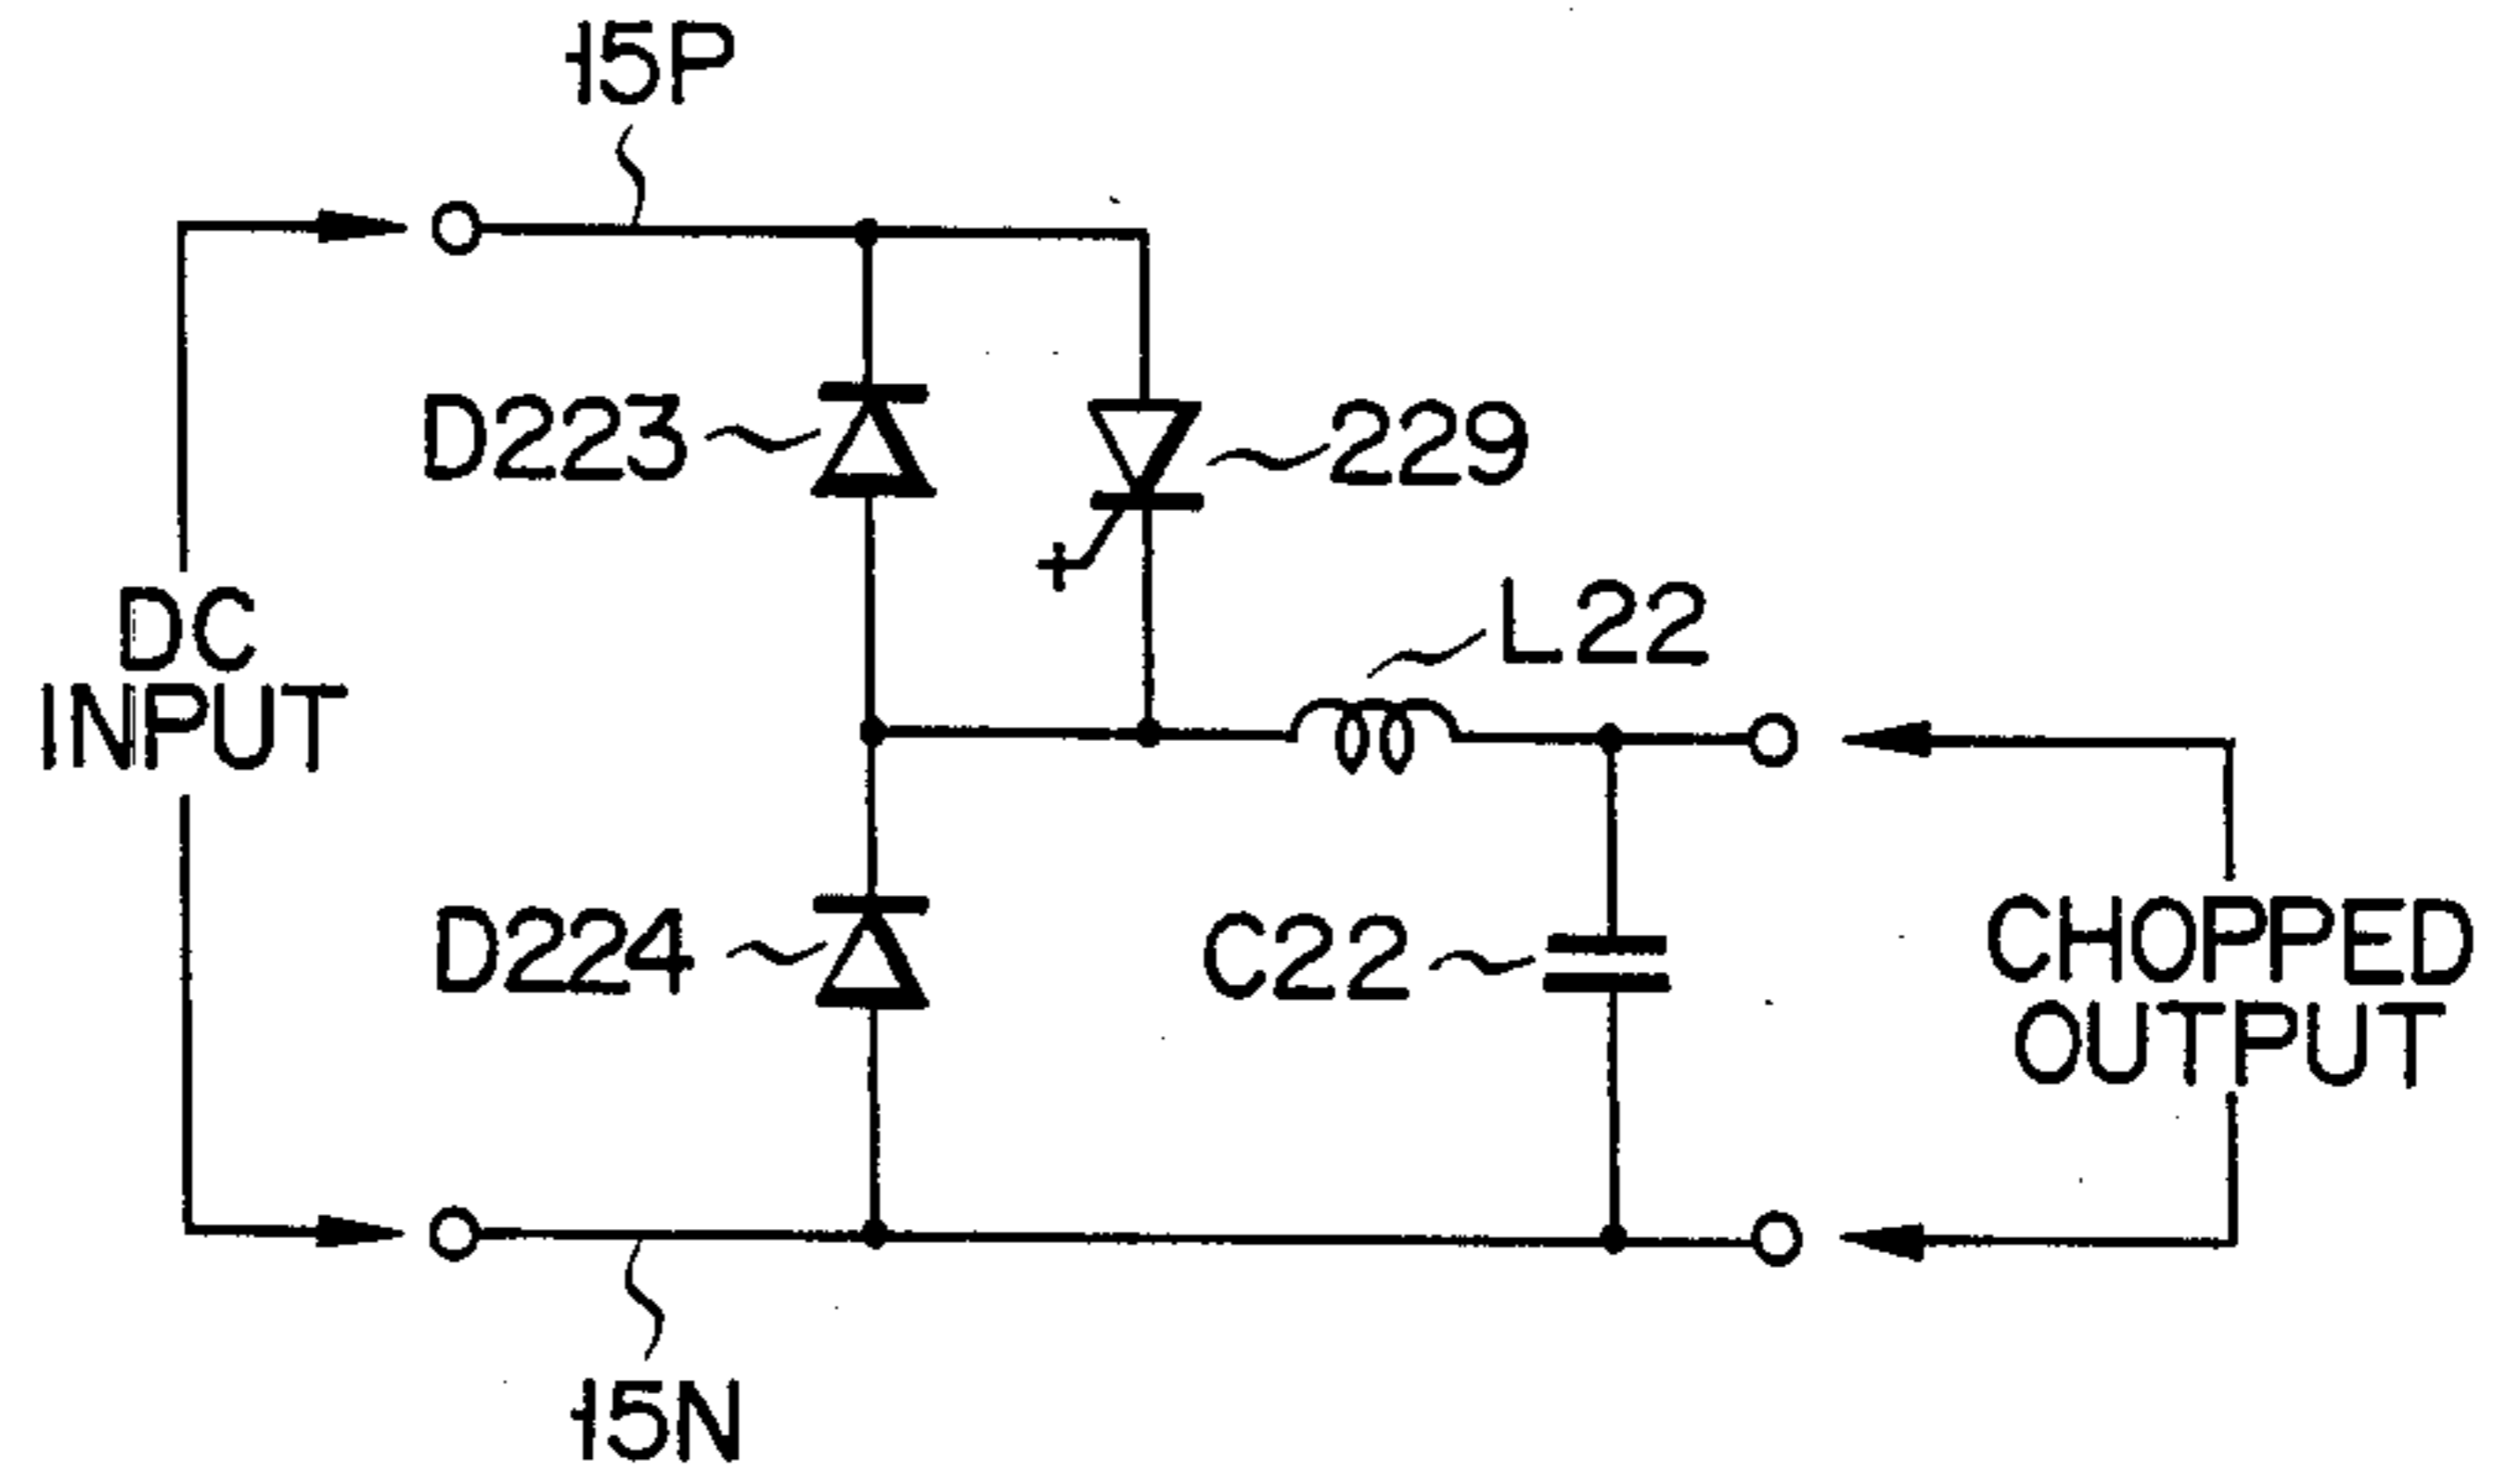 15P
D223
229
DC
INPUT
L22
D224
C22
CHOPPED
OUTPUT
15N